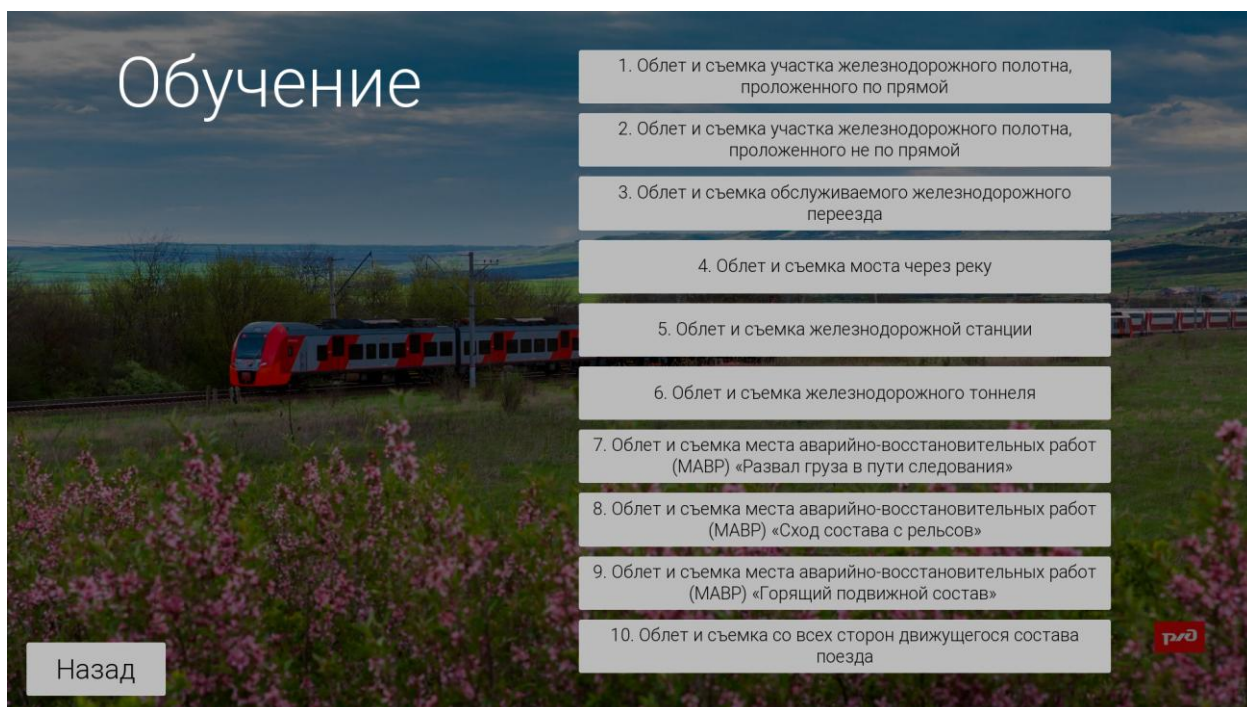 Обучение
1. Облет и съемка участка железнодорожного полотна,
проложенного по прямой
2. Облет и съемка участка железнодорожного полотна,
проложенного не по прямой
3. Облет и съемка обслуживаемого железнодорожного
переезда
4. Облет и съемка моста через реку
5. Облет и съемка железнодорожной станции
6. Облет и съемка железнодорожного тоннеля
7. Облет и съемка места аварийно-восстановительных работ
(МАВР) «Развал груза в пути следования»
8. Облет и съемка места аварийно-восстановительных работ
(МАВР) «Сход состава с рельсов»
9. Облет и съемка места аварийно-восстановительных работ
(МАВР) «Горящий подвижной состав»
10. Облет и съемка со всех сторон движущегося состава
поезда
ржд
Назад